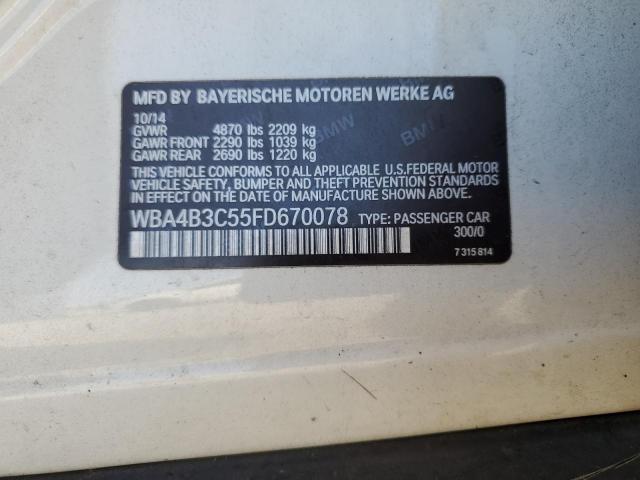 MFD BY BAYERISCHE MOTOREN WERKE AG
10/14
GVWR 4870 lbs 2209 kg
GAWR FRONT 2290 lbs 1039 kg
GAWR REAR 2690 lbs 1220 kg
THIS VEHICLE CONFORMS TO ALL APPLICABLE U.S.FEDERAL MOTOR
VEHICLE SAFETY, BUMPER AND THEFT PREVENTION
STANDARDS IN EFFECT ON THE DATE OF MANUFACTURE SHOWN ABOVE
WBA4B3C55FD670078 TYPE: PASSENGER CAR
300/0
7 315 814
BMW
BMW